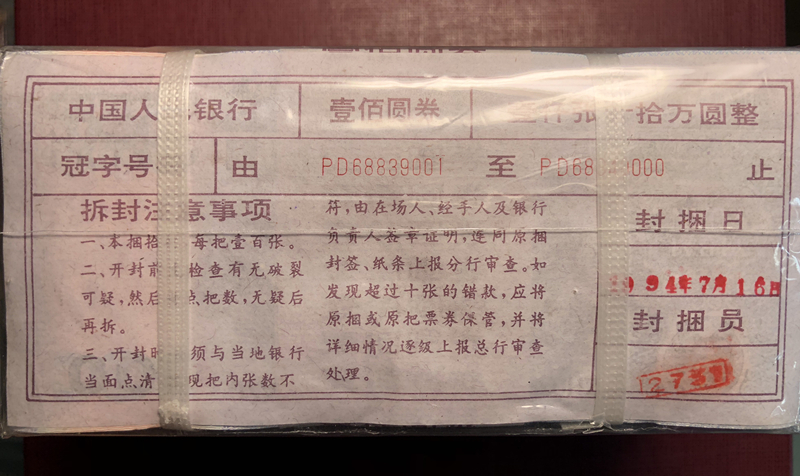 中国人 银行 壹佰圆券 拾万圆整
冠字号 由 PD68839001 至 PD68 000 止
拆封注意事项
一、本捆拾 每把壹百张。
二、开封前 检查有无破裂
可疑,然后 点把数,无疑后
再拆。
三、开封时 须与当地银行
当面点清 现把内张数不
符,由在场人、经手人及银行
负责人签章证明,连同原捆
封签、纸条上报分行审查。如
发现超过十张的错款,应将
原捆或原把票券保管,并将
详细情况逐级上报总行审查
处理。
封捆日
1994年7月16日
封捆员